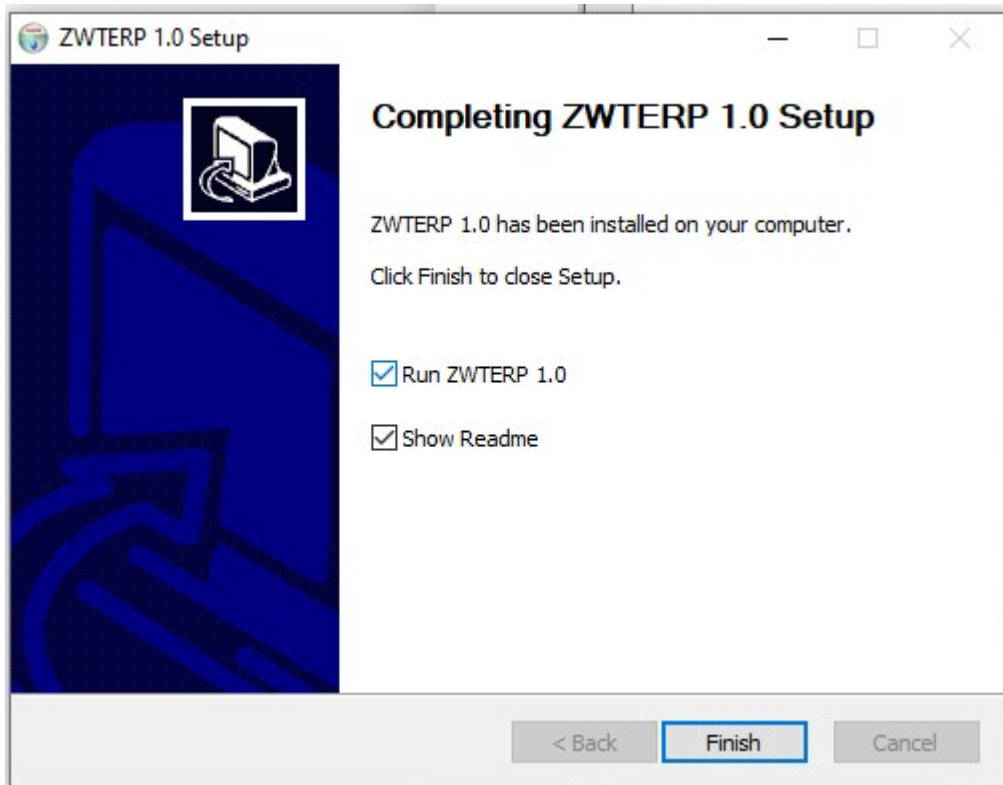 ZWTERP 1.0 Setup
Completing ZWTERP 1.0 Setup
ZWTERP 1.0 has been installed on your computer.
Click Finish to close Setup.
Run ZWTERP 1.0
Show Readme
< Back Finish Cancel